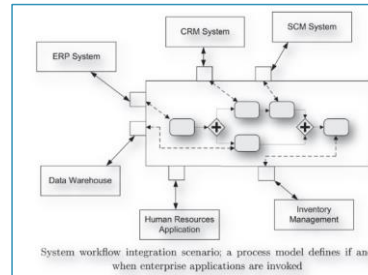 CRM System
SCM System
ERP System
Data Warehouse
Human Resources
Application
Inventory
Management
System workflow integration scenario; a process model defines if an
when enterprise applications are invoked